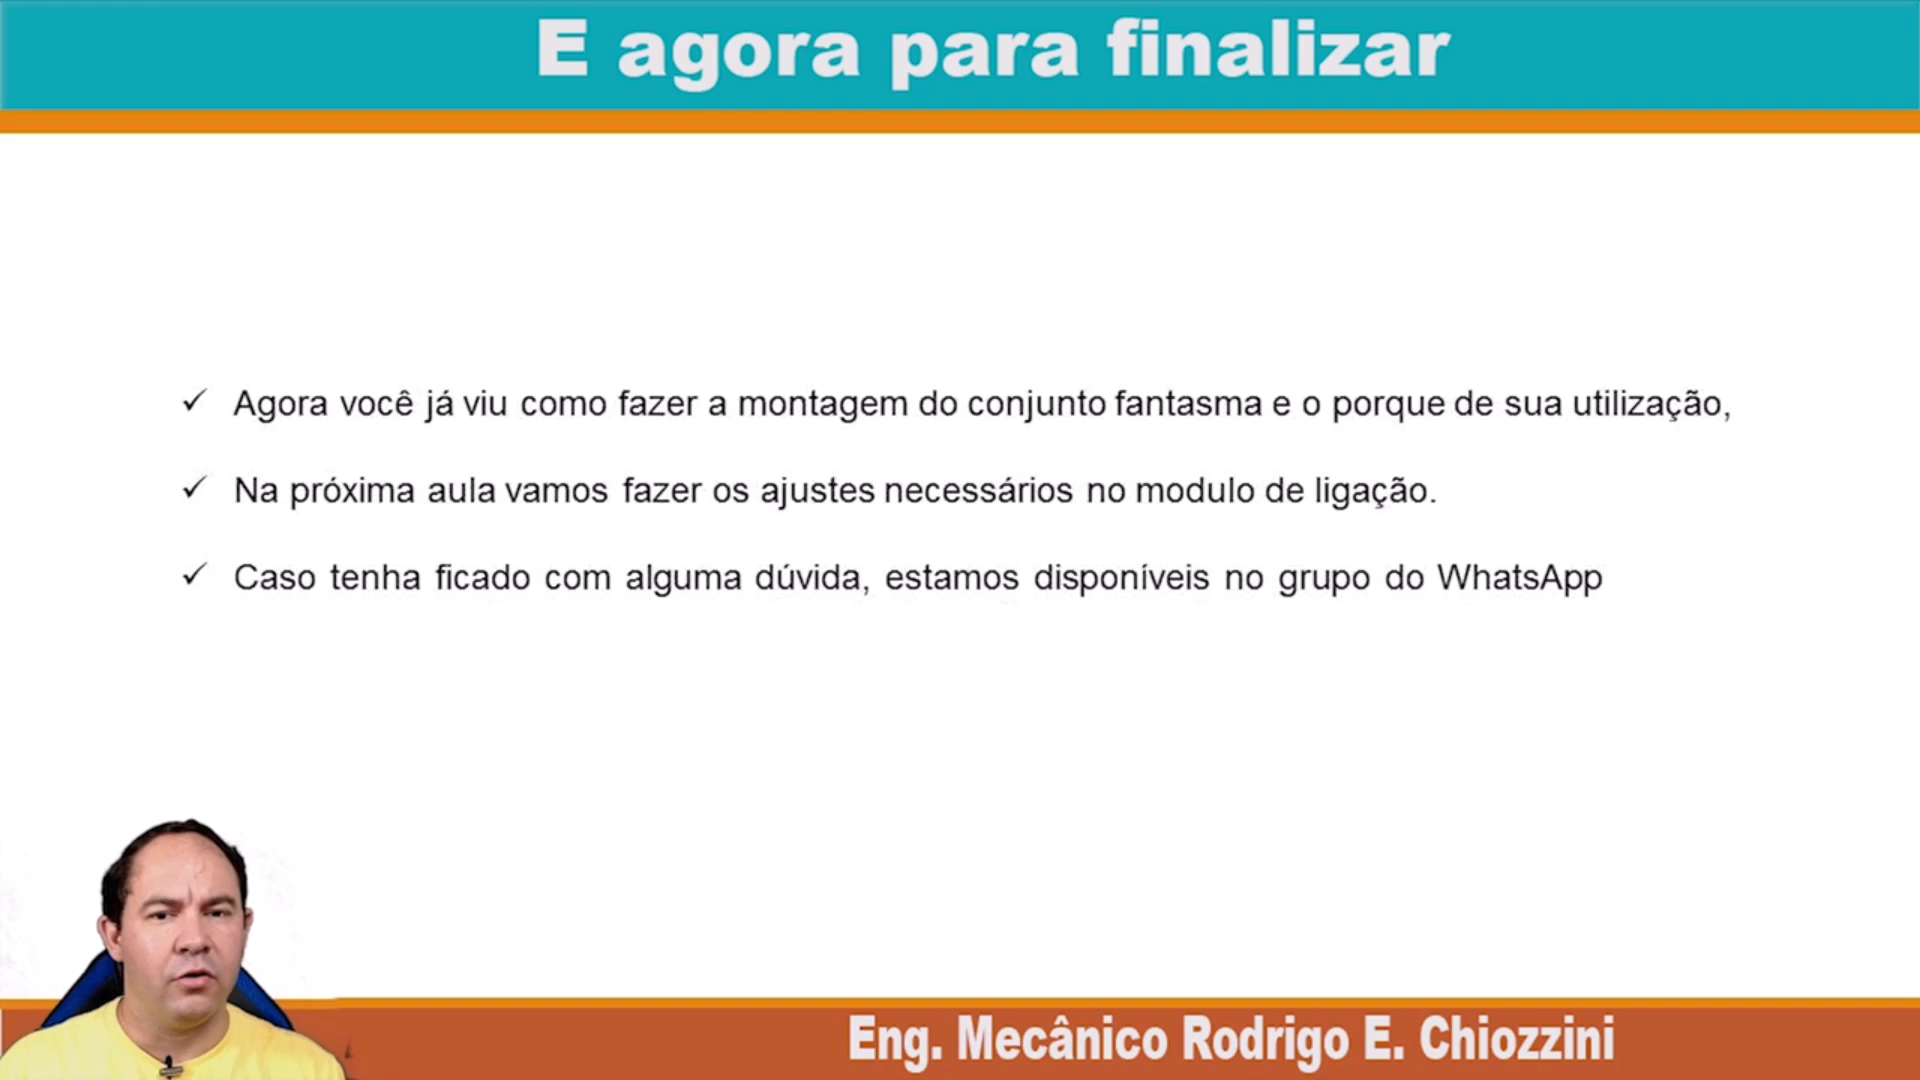 E agora para finalizar
✓ Agora você já viu como fazer a montagem do conjunto fantasma e o porque de sua utilização,
✓ Na próxima aula vamos fazer os ajustes necessários no modulo de ligação.
✓ Caso tenha ficado com alguma dúvida, estamos disponíveis no grupo do WhatsApp
Eng. Mecânico Rodrigo E. Chiozzini